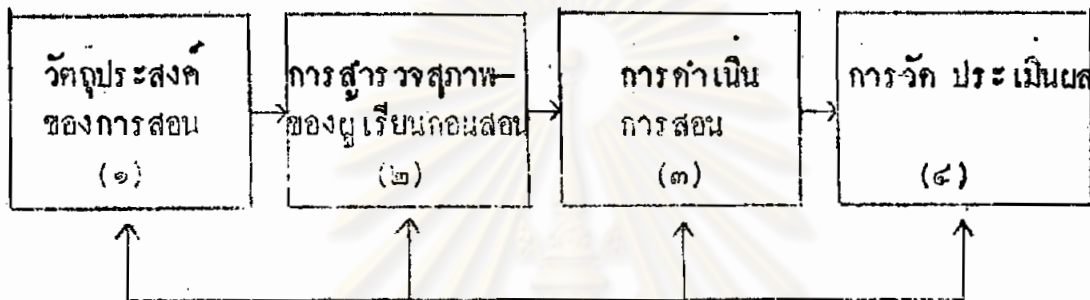 วัตถุประสงค์
ของการสอน
(๑)
การสำรวจสภาพ
ของผู้เรียนก่อนสอน
(๒)
การดำเนิน
การสอน
(๓)
การวัด ประเมินผล
(๔)